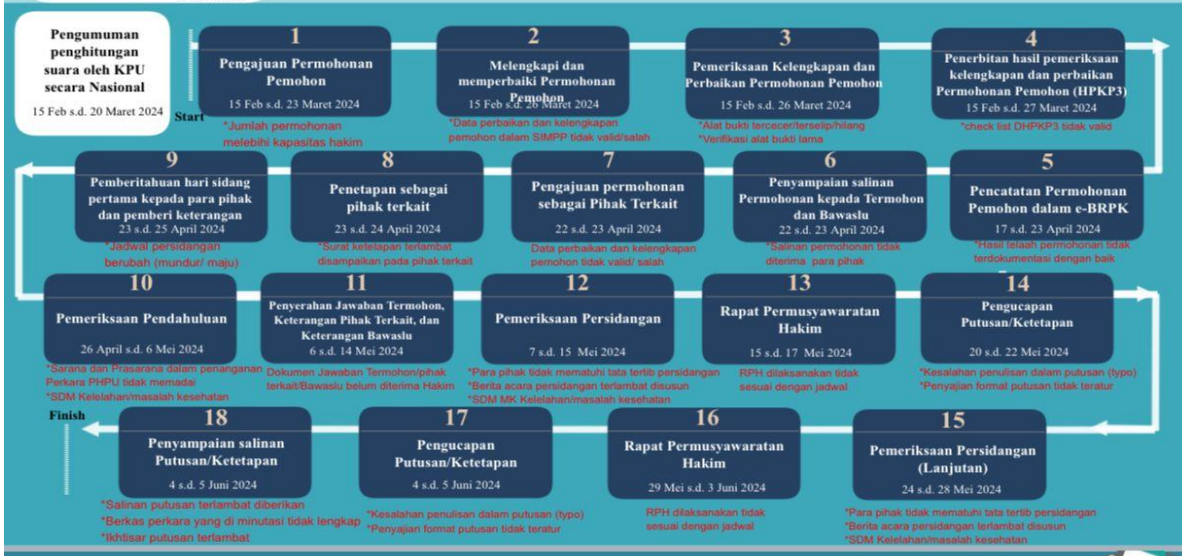 Pengumuman
penghitungan
suara oleh KPU
secara Nasional
15 Feb s.d. 20 Maret 2024
Start
1
Pengajuan Permohonan
Pemohon
15 Feb s.d. 23 Maret 2024
*Jumlah permohonan
melebihi kapasitas hakim
2
Melengkapi dan
memperbaiki Permohonan
Pemohon
15 Feb s.d. 26 Maret 2024
*Data perbaikan dan kelengkapan
pemohon dalam SIMPP tidak valid/salah
3
Pemeriksaan Kelengkapan dan
Perbaikan Permohonan Pemohon
15 Feb s.d. 26 Maret 2024
*Alat bukti tercecer/terselip/hilang
*Verifikasi alat bukti lama
4
Penerbitan hasil pemeriksaan
kelengkapan dan perbaikan
Permohonan Pemohon (HPKP3)
15 Feb s.d. 27 Maret 2024
*check list DHPKP3 tidak valid
5
Pencatatan Permohonan
Pemohon dalam e-BRPK
17 s.d. 23 April 2024
*Hasil telaah permohonan tidak
terdokumentasi dengan baik
6
Penyampaian salinan
Permohonan kepada Termohon
dan Bawaslu
22 s.d. 23 April 2024
*Salinan permohonan tidak
diterima para pihak
7
Pengajuan permohonan
sebagai Pihak Terkait
22 s.d. 23 April 2024
Data perbaikan dan kelengkapan
pemohon tidak valid/ salah
8
Penetapan sebagai
pihak terkait
23 s.d. 24 April 2024
*Surat ketetapan terlambat
disampaikan pada pihak terkait
9
Pemberitahuan hari sidang
pertama kepada para pihak
dan pemberi keterangan
23 s.d. 25 April 2024
*Jadwal persidangan
berubah (mundur/ maju)
10
Pemeriksaan Pendahuluan
26 April s.d. 6 Mei 2024
*Sarana dan Prasarana dalam penanganan
Perkara PHPU tidak memadai
*SDM Kelelahan/masalah kesehatan
11
Penyerahan Jawaban Termohon,
Keterangan Pihak Terkait, dan
Keterangan Bawaslu
6 s.d. 14 Mei 2024
Dokumen Jawaban Termohon/pihak
terkait/Bawaslu belum diterima Hakim
12
Pemeriksaan Persidangan
7 s.d. 15 Mei 2024
*Para pihak tidak mematuhi tata tertib persidangan
*Berita acara persidangan terlambat disusun
*SDM MK Kelelahan/masalah kesehatan
13
Rapat Permusyawaratan
Hakim
15 s.d. 17 Mei 2024
RPH dilaksanakan tidak
sesuai dengan jadwal
14
Pengucapan
Putusan/Ketetapan
20 s.d. 22 Mei 2024
*Kesalahan penulisan dalam putusan (typo)
*Penyajian format putusan tidak teratur
15
Pemeriksaan Persidangan
(Lanjutan)
24 s.d. 28 Mei 2024
*Para pihak tidak mematuhi tata tertib persidangan
*Berita acara persidangan terlambat disusun
*SDM Kelelahan/masalah kesehatan
16
Rapat Permusyawaratan
Hakim
29 Mei s.d. 3 Juni 2024
RPH dilaksanakan tidak
sesuai dengan jadwal
17
Pengucapan
Putusan/Ketetapan
4 s.d. 5 Juni 2024
*Kesalahan penulisan dalam putusan (typo)
*Penyajian format putusan tidak teratur
18
Penyampaian salinan
Putusan/Ketetapan
4 s.d. 5 Juni 2024
*Salinan putusan terlambat diberikan
*Berkas perkara yang di minutasi tidak lengkap
*Ikhtisar putusan terlambat
Finish